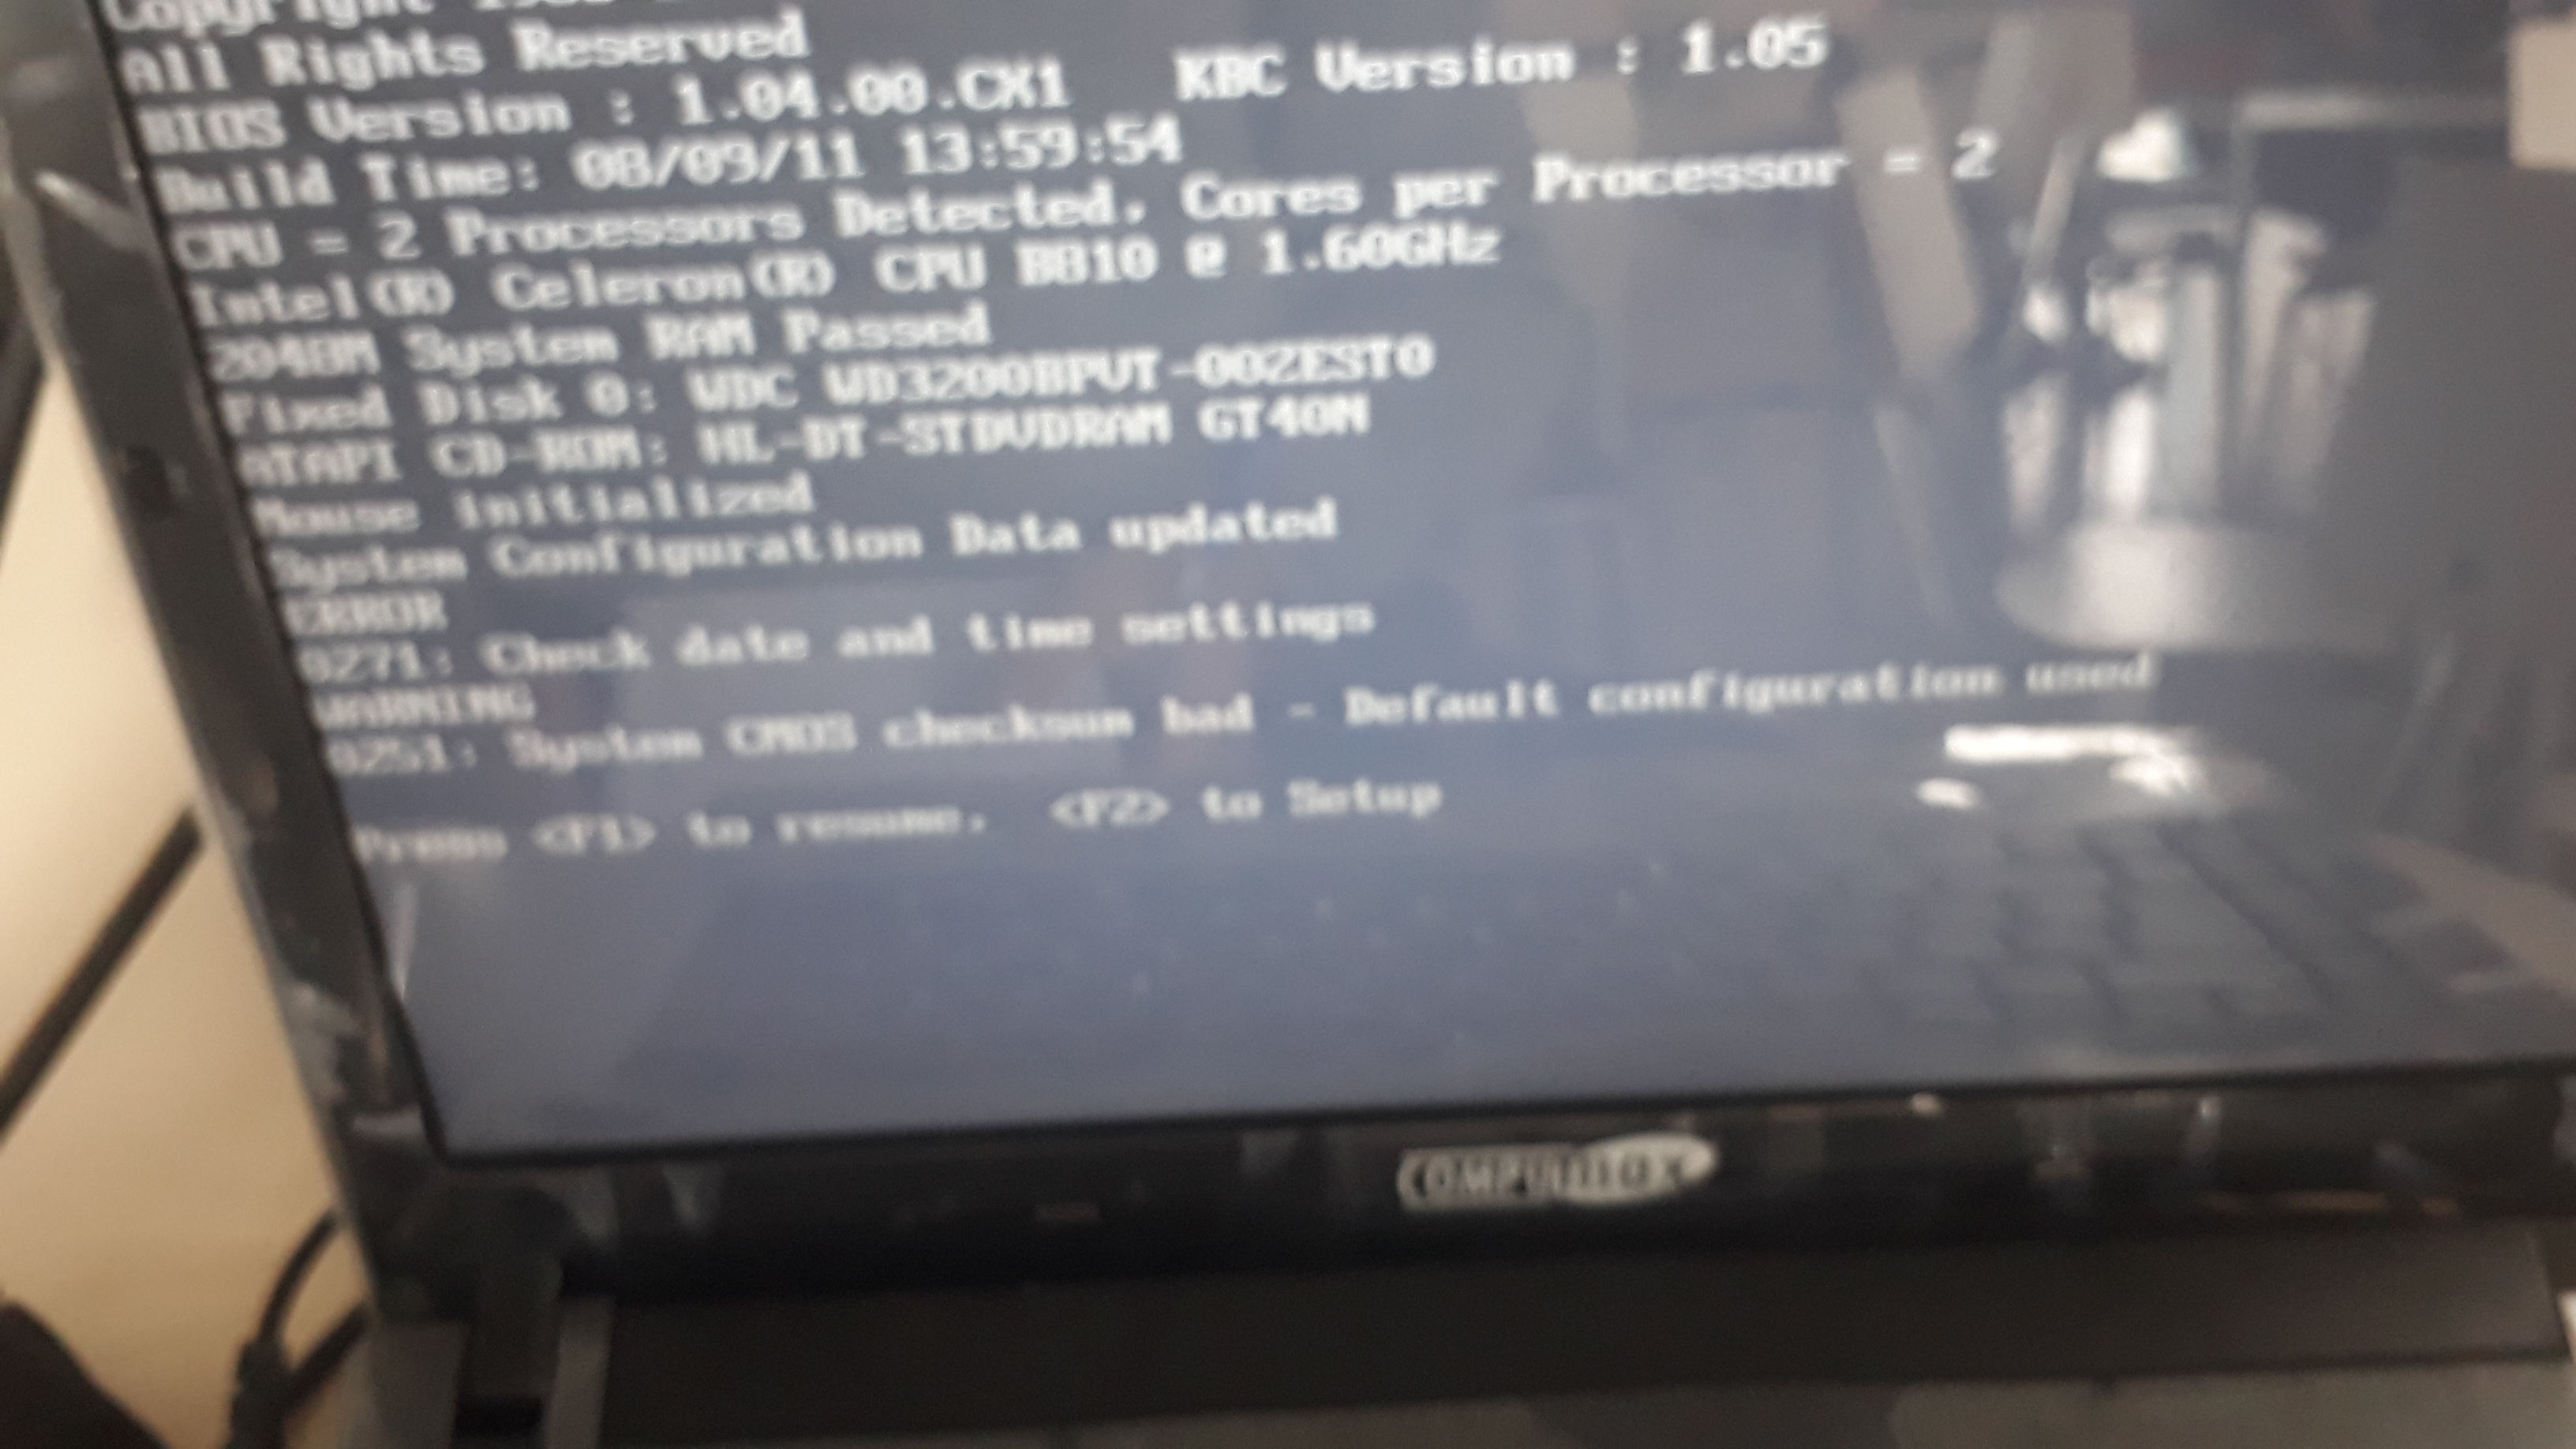 Copyright
All Rights Reserved
BIOS Version : 1.04.00.CX1 KBC Version : 1.05
Build Time: 08/09/11 13:59:54
CPU = 2 Processors Detected, Cores per Processor = 2
Intel(R) Celeron(R) CPU B810 @ 1.60GHz
2048M System RAM Passed
Fixed Disk 0: WDC WD3200BPVT-00ZEST0
ATAPI CD-ROM: HL-DT-STDVDRAM GT40N
Mouse initialized
System Configuration Data updated
ERROR
0271: Check date and time settings
WARNING
0251: System CMOS checksum bad - Default configuration used
Press <F1> to resume, <F2> to Setup